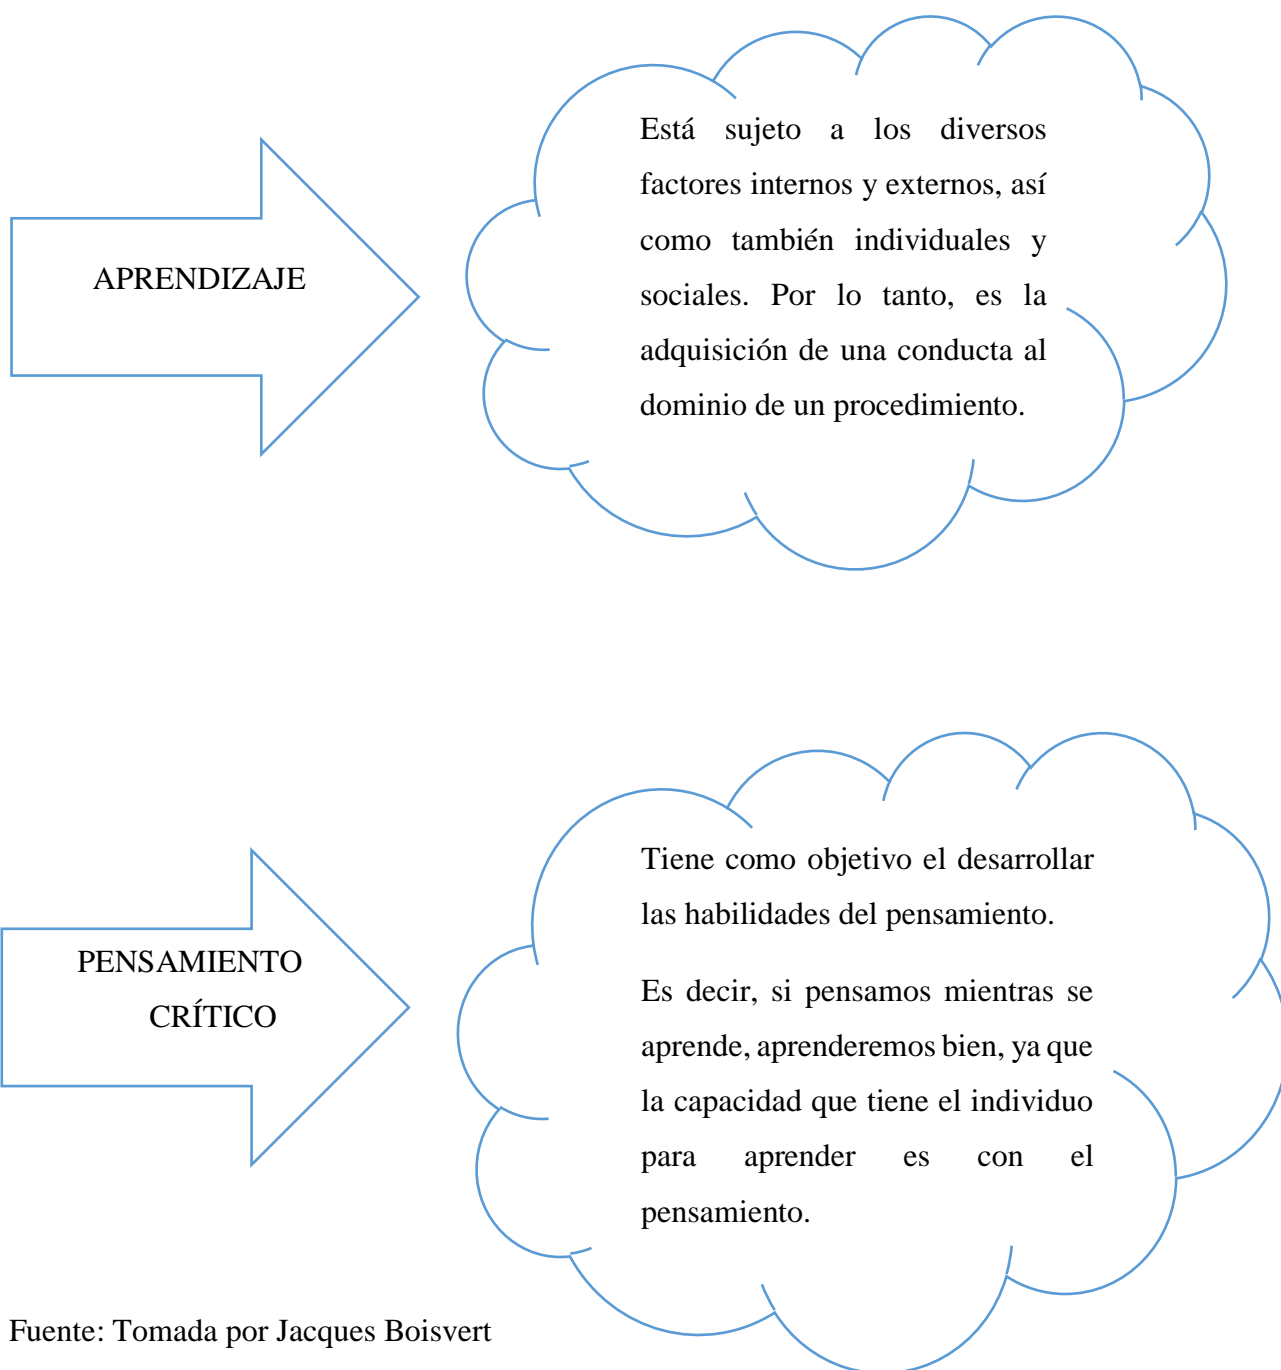 APRENDIZAJE
Está sujeto a los diversos
factores internos y externos, así
como también individuales y
sociales. Por lo tanto, es la
adquisición de una conducta al
dominio de un procedimiento.
PENSAMIENTO
CRÍTICO
Tiene como objetivo el desarrollar
las habilidades del pensamiento.
Es decir, si pensamos mientras se
aprende, aprenderemos bien, ya que
la capacidad que tiene el individuo
para aprender es con el
pensamiento.
Fuente: Tomada por Jacques Boisvert